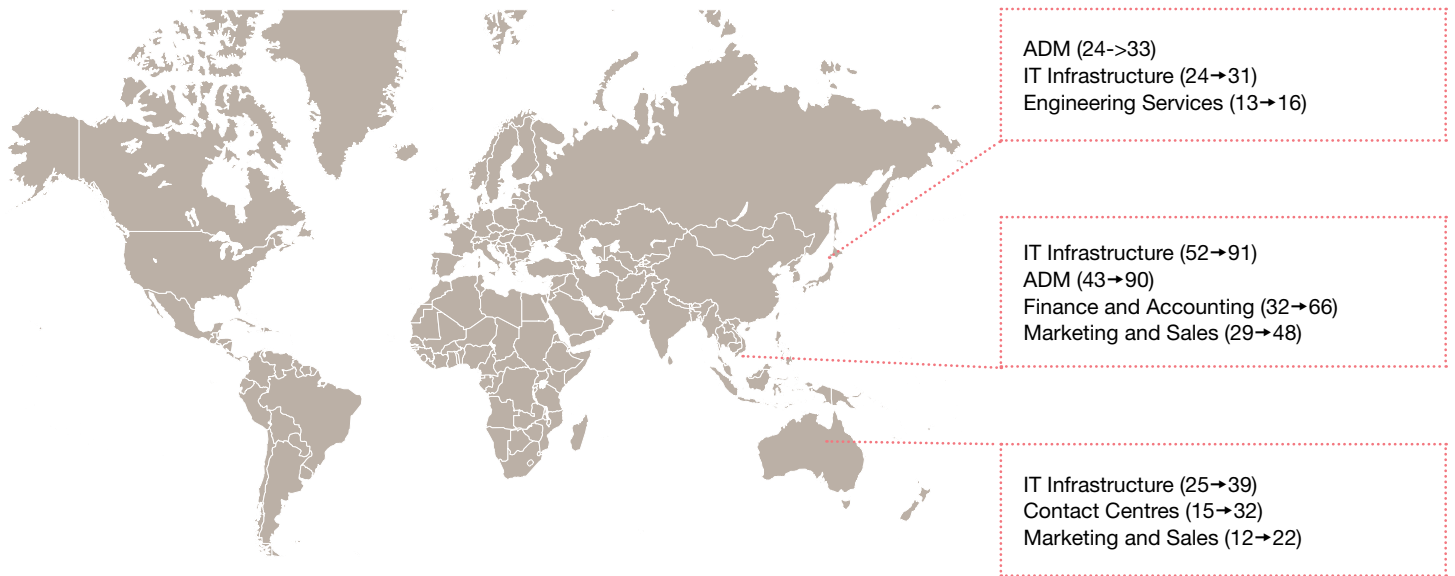 ADM (24->33)
IT Infrastructure (24→31)
Engineering Services (13→16)
IT Infrastructure (52→91)
ADM (43→90)
Finance and Accounting (32→66)
Marketing and Sales (29→48)
IT Infrastructure (25→39)
Contact Centres (15→32)
Marketing and Sales (12→22)